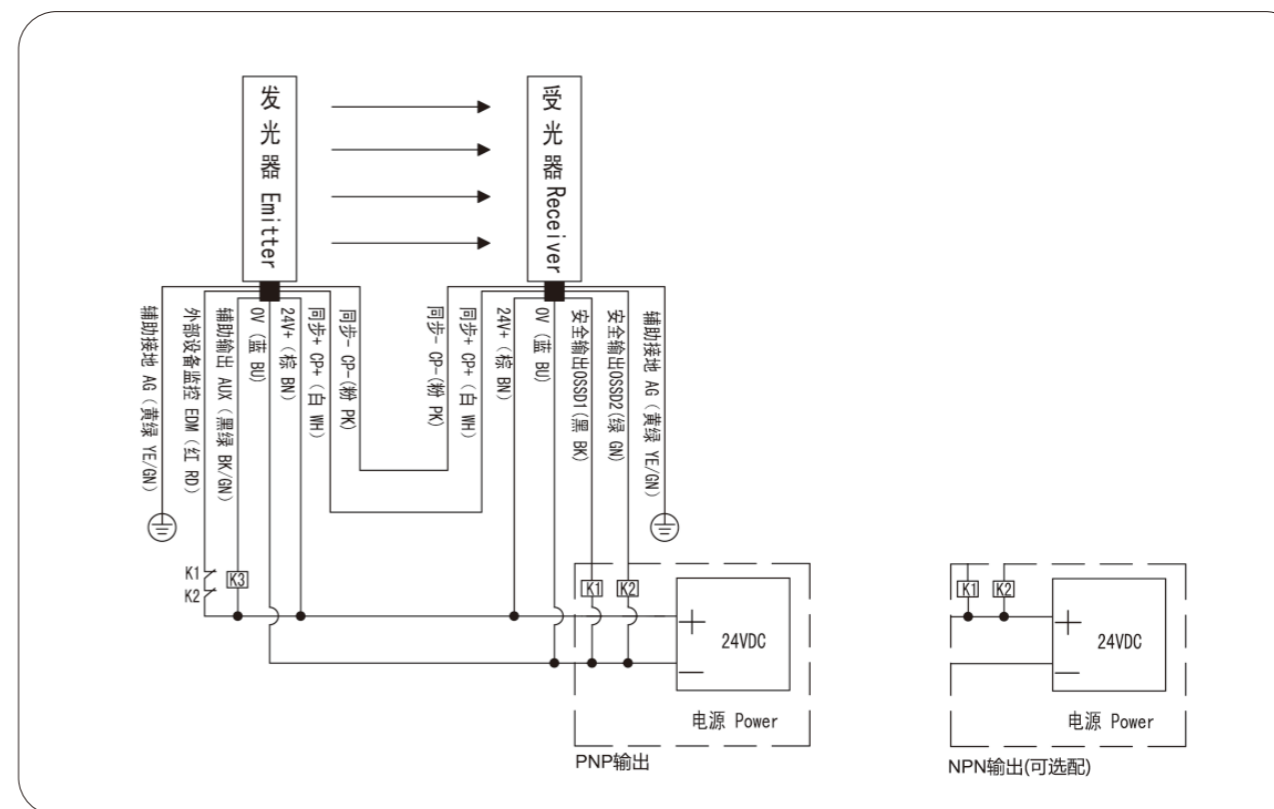 发光器 Emitter
受光器 Receiver
辅助接地 AG（黄绿 YE/GN）
外部设备监控 EDM（红 RD）
辅助输出 AUX（黑绿 BK/GN）
0V（蓝 BU）
24V+（棕 BN）
同步+ CP+（白 WH）
同步- CP-(粉 PK)
同步- CP-(粉 PK)
同步+ CP+（白 WH）
24V+（棕 BN）
0V（蓝 BU）
安全输出OSSD1(黑 BK)
安全输出OSSD2(绿 GN)
辅助接地 AG（黄绿 YE/GN）
K1
K2
K3
K1
K2
+
24VDC
—
电源 Power
PNP输出
K1
K2
+
24VDC
—
电源 Power
NPN输出(可选配)